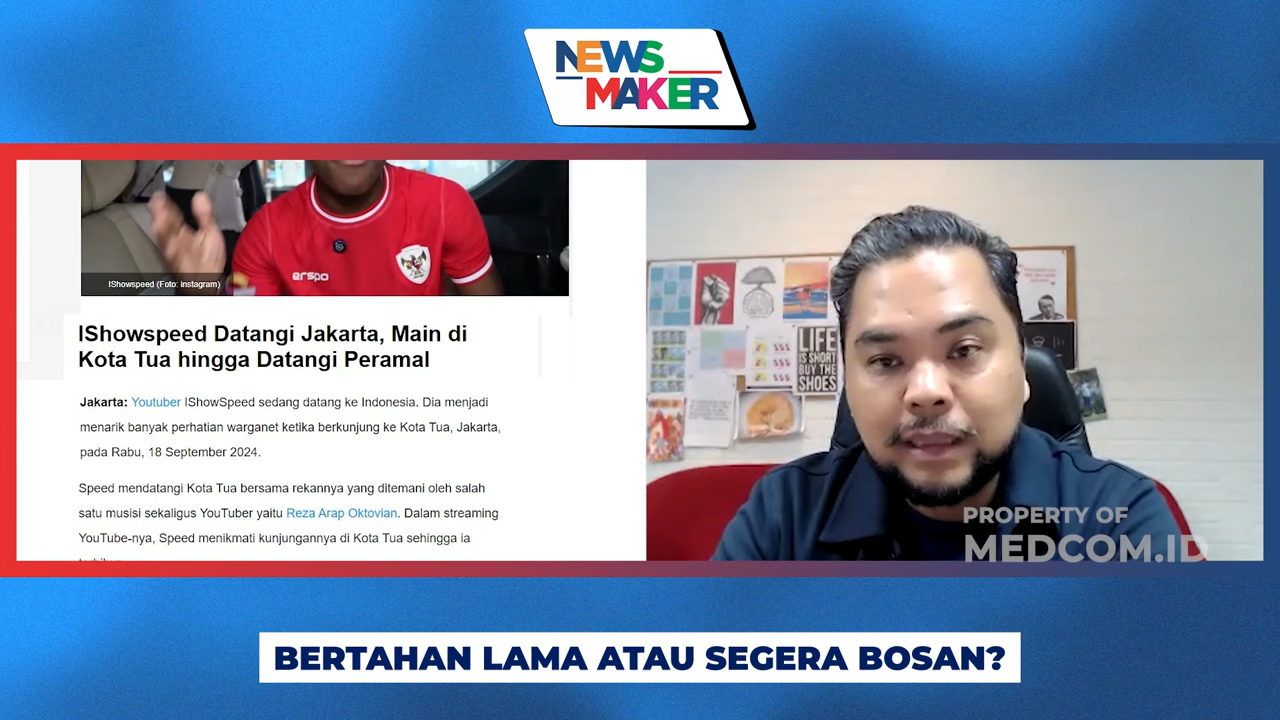 NEWS
MAKER
erspo
IShowspeed (Foto: instagram)
IShowspeed Datangi Jakarta, Main di
Kota Tua hingga Datangi Peramal
Jakarta: Youtuber IShowSpeed sedang datang ke Indonesia. Dia menjadi
menarik banyak perhatian warganet ketika berkunjung ke Kota Tua, Jakarta,
pada Rabu, 18 September 2024.
Speed mendatangi Kota Tua bersama rekannya yang ditemani oleh salah
satu musisi sekaligus YouTuber yaitu Reza Arap Oktovian. Dalam streaming
YouTube-nya, Speed menikmati kunjungannya di Kota Tua sehingga ia
LIFE
IS SHORT
BUY THE
SHOES
PROPERTY OF
MEDCOM.ID
BERTAHAN LAMA ATAU SEGERA BOSAN?